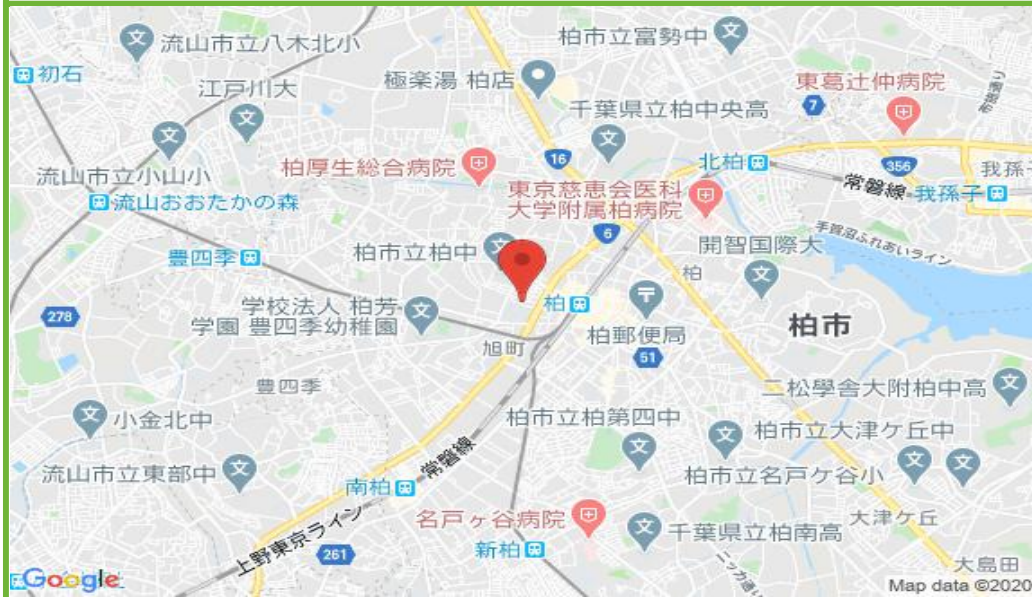 流山市立八木北小
柏市立富勢中
初石
極楽湯 柏店
東葛辻仲病院
江戸川大
7
千葉県立柏中央高
柏厚生総合病院
16
北柏
356
我孫子
流山市立小山小
東京慈恵会医科
大学附属柏病院
常磐線
我孫子
流山おおたかの森
6
手賀沼ふれあいライン
柏市立柏中
開智国際大
豊四季
柏
278
学校法人 柏芳
学園 豊四季幼稚園
柏
柏郵便局
柏市
旭町
51
豊四季
二松學舎大附柏中高
小金北中
柏市立柏第四中
柏市立大津ケ丘中
流山市立東部中
常磐線
柏市立名戸ケ谷小
南柏
名戸ヶ谷病院
大津ケ丘
上野東京ライン
千葉県立柏南高
261
新柏
ニッカ通い
大島田
Google
Map data ©2020